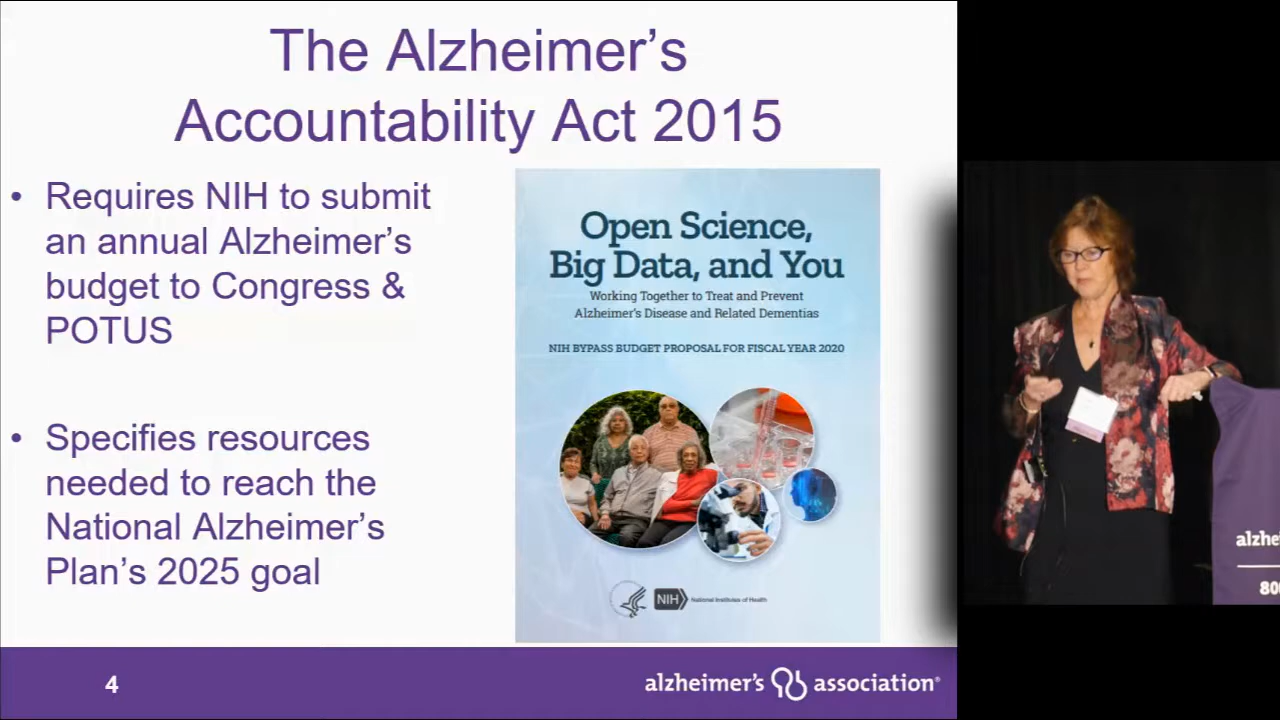 The Alzheimer’s
Accountability Act 2015
• Requires NIH to submit
an annual Alzheimer’s
budget to Congress &
POTUS
• Specifies resources
needed to reach the
National Alzheimer’s
Plan’s 2025 goal
Open Science,
Big Data, and You
Working Together to Treat and Prevent
Alzheimer’s Disease and Related Dementias
NIH BYPASS BUDGET PROPOSAL FOR FISCAL YEAR 2020
NIH National Institutes of Health
4
alzheimer’s association®
alzhe
800